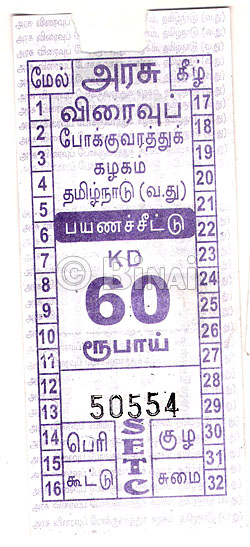 மேல் அரசு கீழ்
1 விரைவுப் 17
2 போக்குவரத்துக் 18
3 கழகம் 19
4 தமிழ்நாடு (வ.து) 20
5 21
6 பயணச்சீட்டு 22
7 KD 23
8 24
9 60 25
10 26
11 ரூபாய் 27
12 28
13 50554 29
14 பெரி SETC குழ 30
15 31
16 கூட்டு சுமை 32